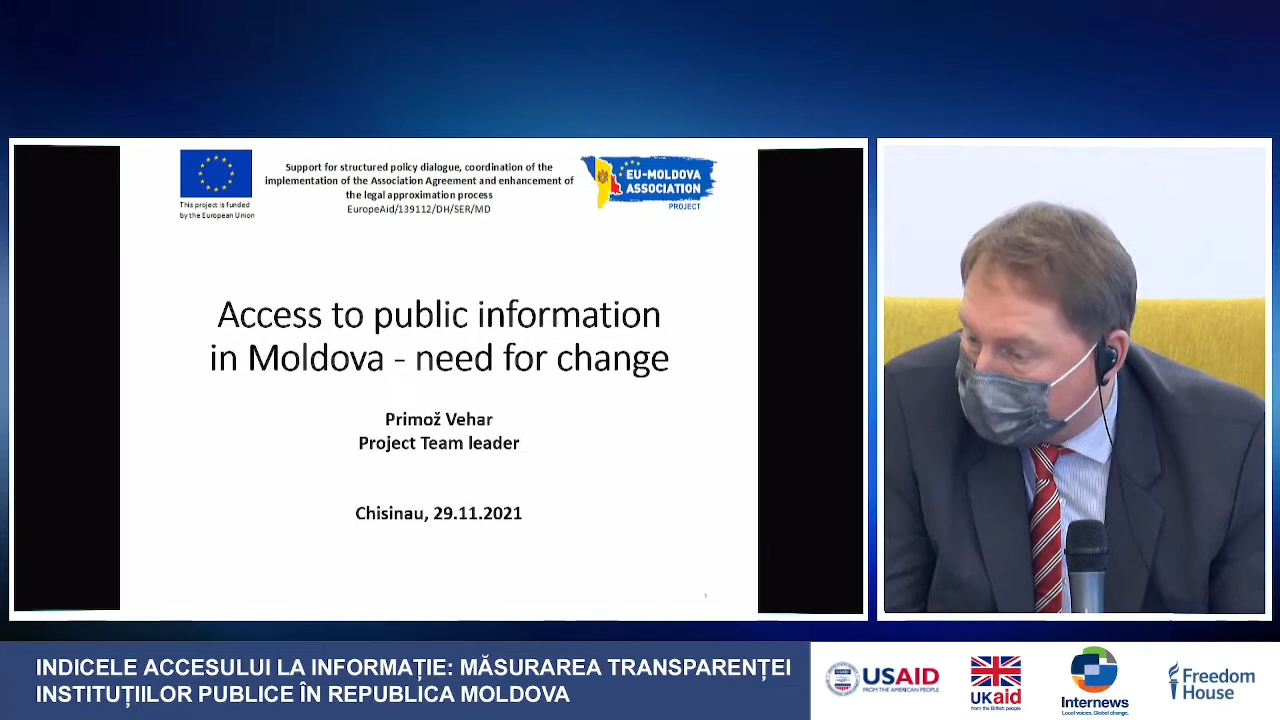 This project is funded
by the European Union
Support for structured policy dialogue, coordination of the
implementation of the Association Agreement and enhancement of
the legal approximation process
EuropeAid/139112/DH/SER/MD
EU-MOLDOVA
ASSOCIATION
PROJECT
Access to public information
in Moldova - need for change
Primož Vehar
Project Team leader
Chisinau, 29.11.2021
1
INDICELE ACCESULUI LA INFORMAȚIE: MĂSURAREA TRANSPARENȚEI
INSTITUȚIILOR PUBLICE ÎN REPUBLICA MOLDOVA
USAID
FROM THE AMERICAN PEOPLE
UKaid
from the British people
Internews
Local voices. Global change.
Freedom
House